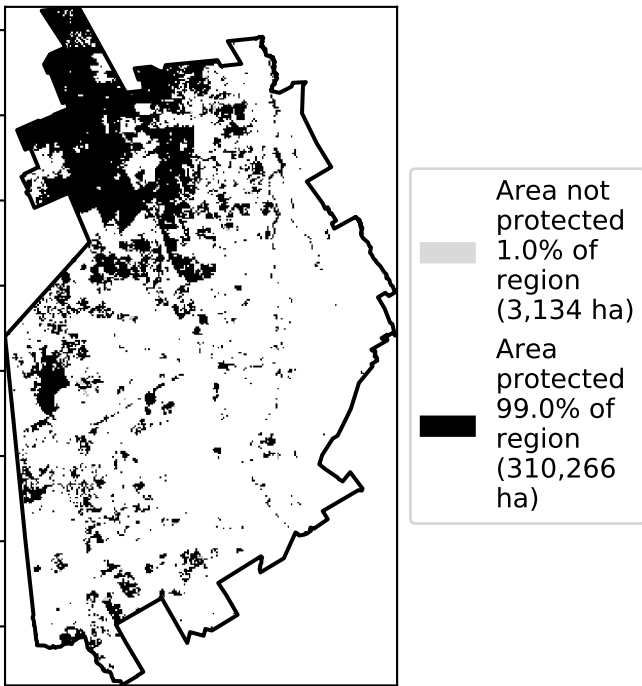 Area not
protected
1.0% of
region
(3,134 ha)
Area
protected
99.0% of
region
(310,266
ha)